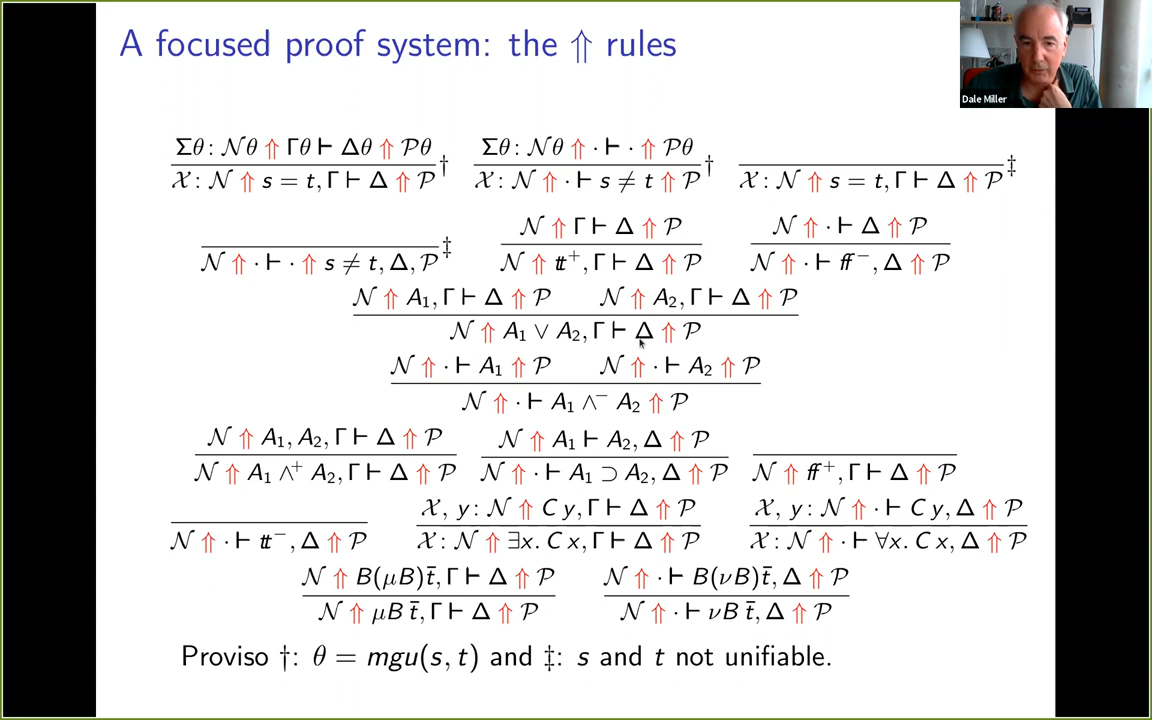 A focused proof system: the ⇑ rules
Dale Miller
Σθ : 𝒩θ ⇑ Γθ ⊢ Δθ ⇑ 𝒫θ † Σθ : 𝒩θ ⇑ · ⊢ · ⇑ 𝒫θ †
𝒳 : 𝒩 ⇑ s = t, Γ ⊢ Δ ⇑ 𝒫 𝒳 : 𝒩 ⇑ · ⊢ s ≠ t ⇑ 𝒫 𝒳 : 𝒩 ⇑ s = t, Γ ⊢ Δ ⇑ 𝒫 ‡
𝒩 ⇑ Γ ⊢ Δ ⇑ 𝒫 𝒩 ⇑ · ⊢ Δ ⇑ 𝒫
𝒩 ⇑ · ⊢ · ⇑ s ≠ t, Δ, 𝒫 ‡ 𝒩 ⇑ tt⁺, Γ ⊢ Δ ⇑ 𝒫 𝒩 ⇑ · ⊢ ff⁻, Δ ⇑ 𝒫
𝒩 ⇑ A₁, Γ ⊢ Δ ⇑ 𝒫 𝒩 ⇑ A₂, Γ ⊢ Δ ⇑ 𝒫
𝒩 ⇑ A₁ ∨ A₂, Γ ⊢ Δ ⇑ 𝒫
𝒩 ⇑ · ⊢ A₁ ⇑ 𝒫 𝒩 ⇑ · ⊢ A₂ ⇑ 𝒫
𝒩 ⇑ · ⊢ A₁ ∧⁻ A₂ ⇑ 𝒫
𝒩 ⇑ A₁, A₂, Γ ⊢ Δ ⇑ 𝒫 𝒩 ⇑ A₁ ⊢ A₂, Δ ⇑ 𝒫
𝒩 ⇑ A₁ ∧⁺ A₂, Γ ⊢ Δ ⇑ 𝒫 𝒩 ⇑ · ⊢ A₁ ⊃ A₂, Δ ⇑ 𝒫 𝒩 ⇑ ff⁺, Γ ⊢ Δ ⇑ 𝒫
𝒳, y : 𝒩 ⇑ C y, Γ ⊢ Δ ⇑ 𝒫 𝒳, y : 𝒩 ⇑ · ⊢ C y, Δ ⇑ 𝒫
𝒩 ⇑ · ⊢ tt⁻, Δ ⇑ 𝒫 𝒳 : 𝒩 ⇑ ∃x. C x, Γ ⊢ Δ ⇑ 𝒫 𝒳 : 𝒩 ⇑ · ⊢ ∀x. C x, Δ ⇑ 𝒫
𝒩 ⇑ B(μB)t̄, Γ ⊢ Δ ⇑ 𝒫 𝒩 ⇑ · ⊢ B(νB)t̄, Δ ⇑ 𝒫
𝒩 ⇑ μB t̄, Γ ⊢ Δ ⇑ 𝒫 𝒩 ⇑ · ⊢ νB t̄, Δ ⇑ 𝒫
Proviso †: θ = mgu(s, t) and ‡: s and t not unifiable.